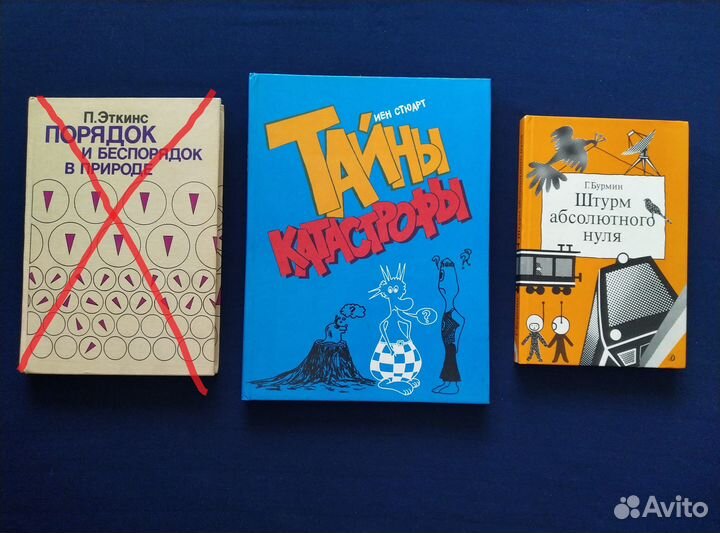 П. Эткинс
ПОРЯДОК
И БЕСПОРЯДОК
В ПРИРОДЕ
ИЕН СТЮАРТ
ТАЙНЫ
КАТАСТРОФЫ
?
?
?
Г. Бурмин
Штурм
абсолютного
нуля
Avito